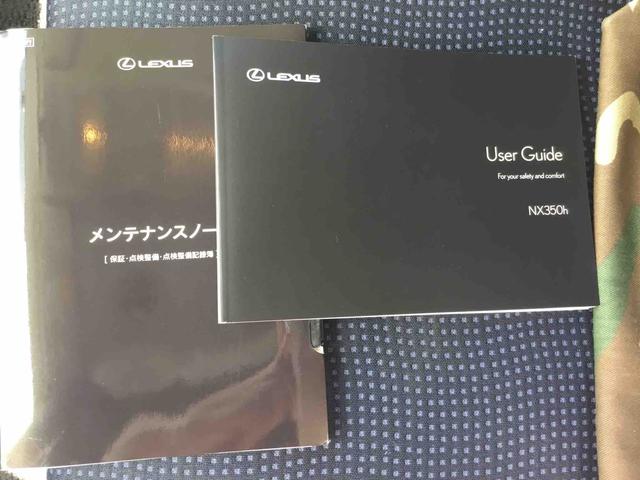 LEXUS
メンテナンスノー
[ 保証・点検整備・点検整備記録簿 ]
LEXUS
User Guide
For your safety and comfort
NX350h